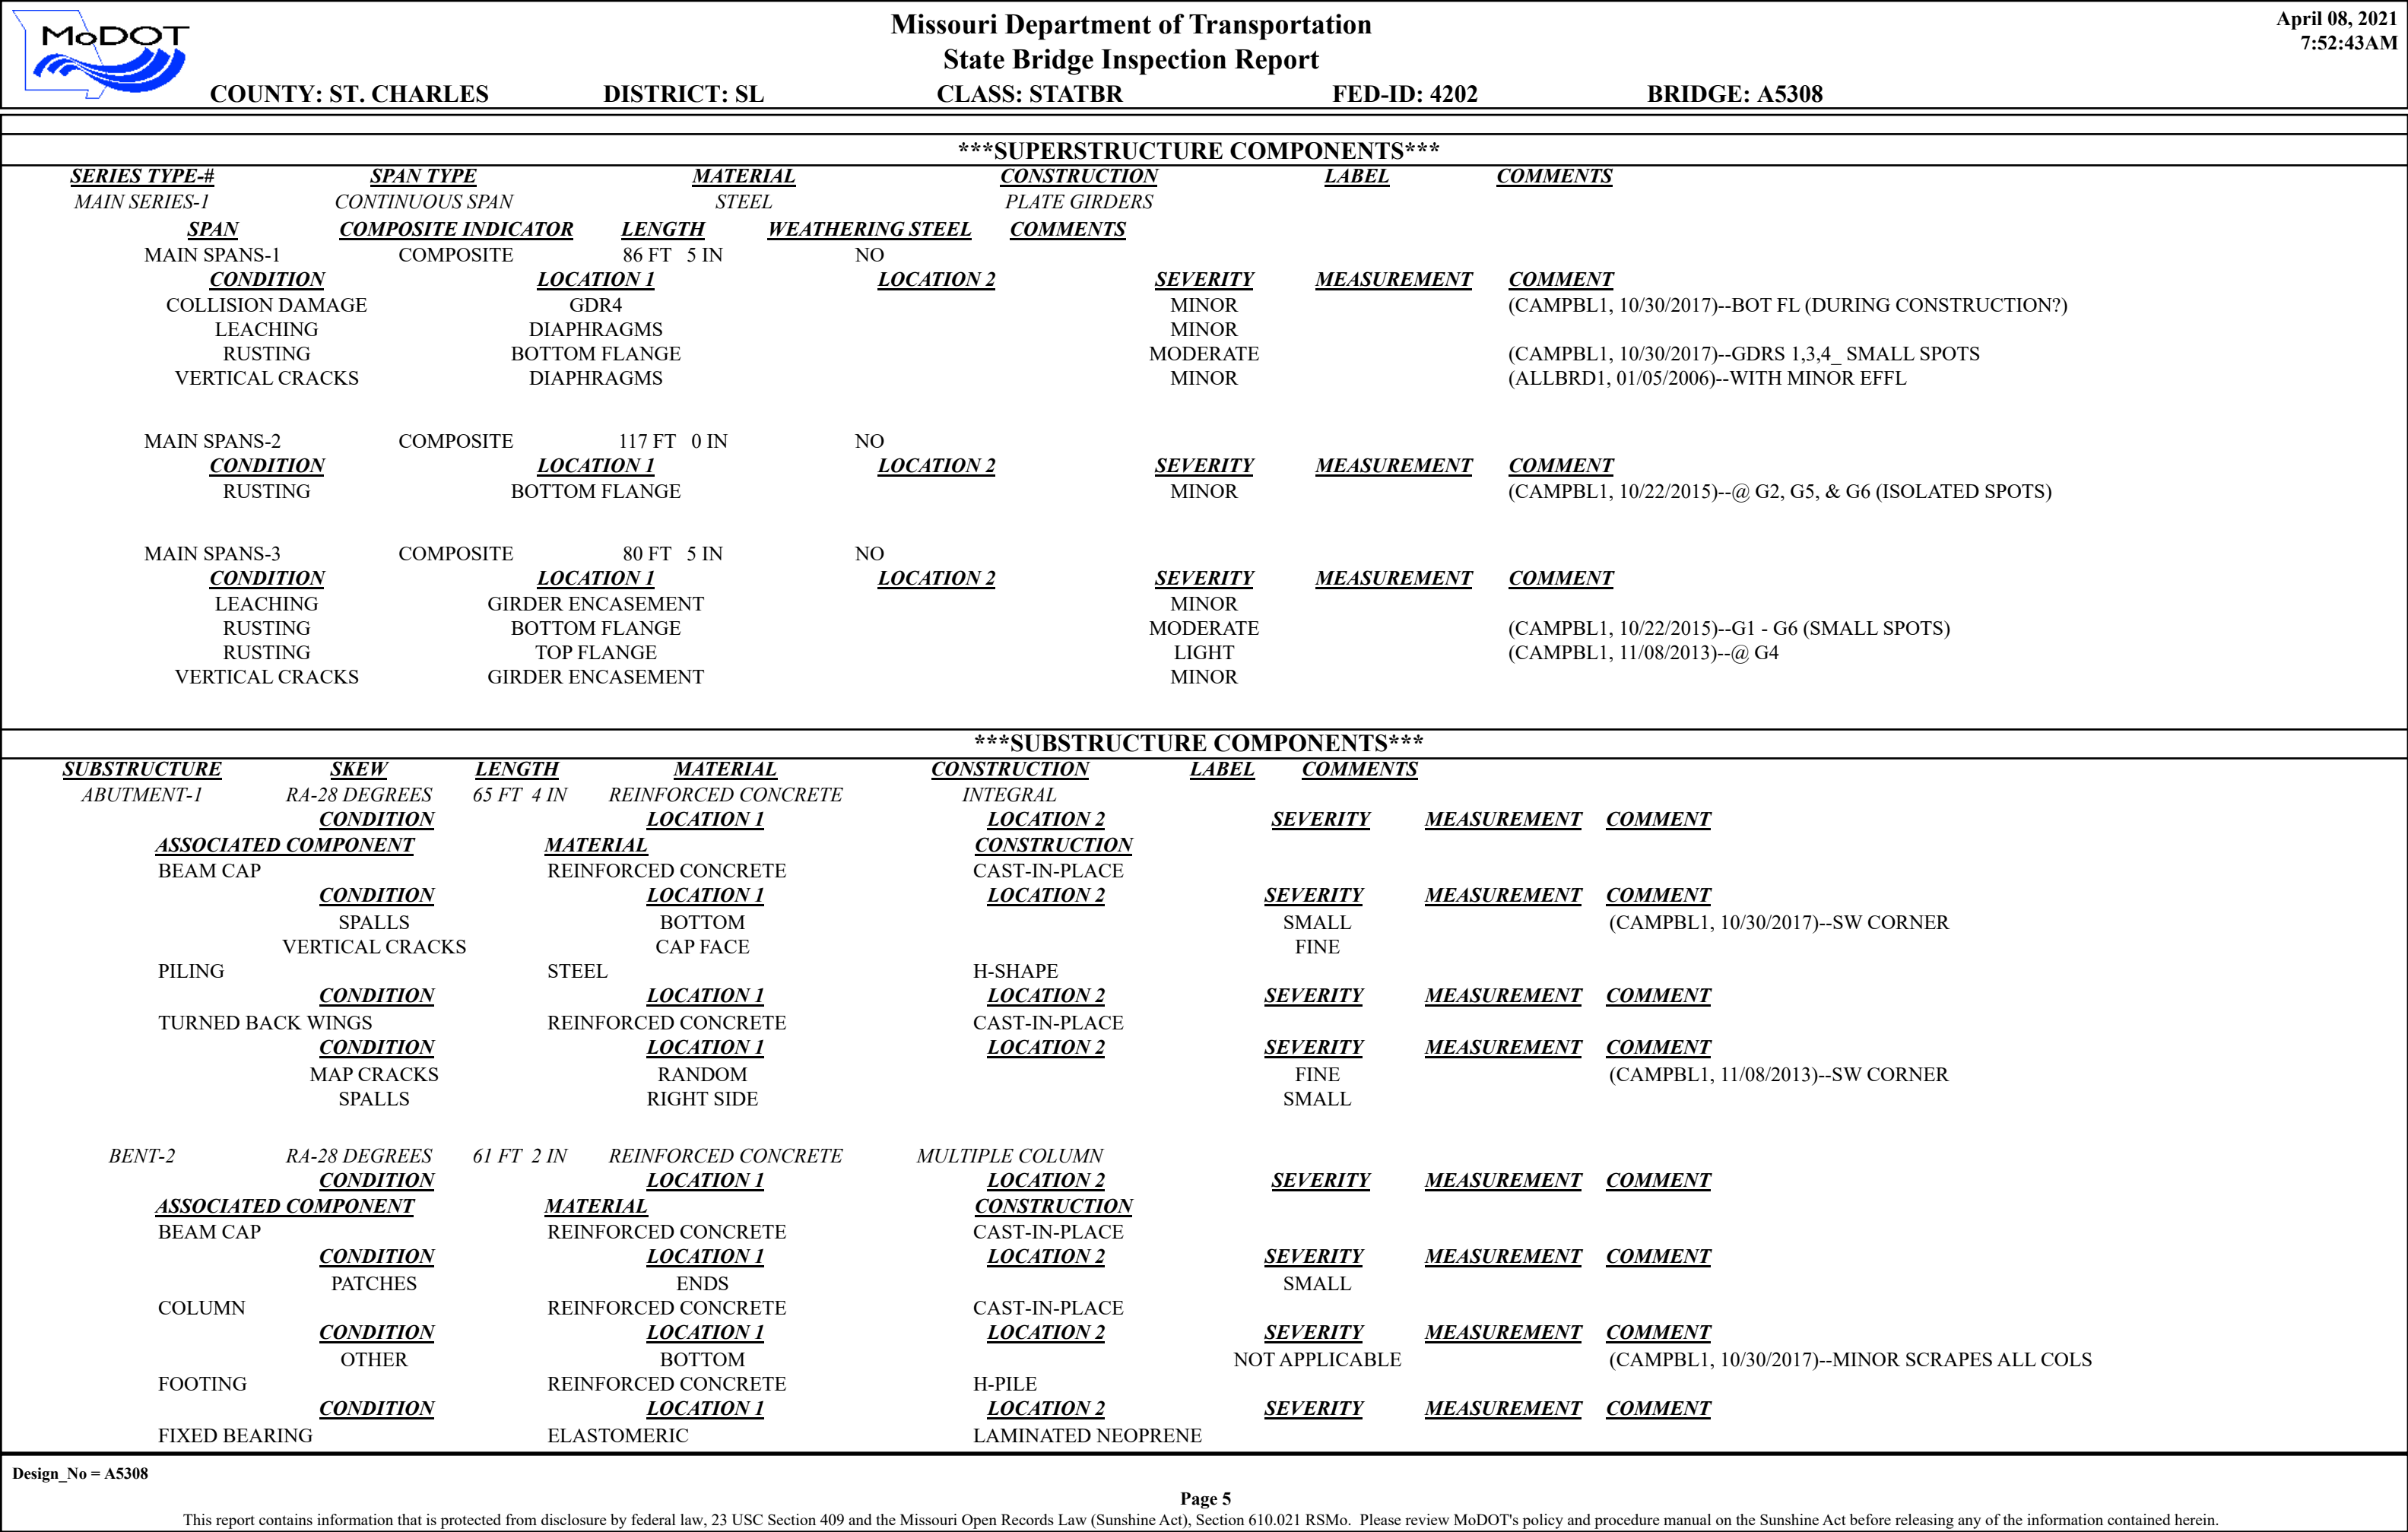 MoDOT
Missouri Department of Transportation
State Bridge Inspection Report
April 08, 2021
7:52:43AM
COUNTY: ST. CHARLES DISTRICT: SL CLASS: STATBR FED-ID: 4202 BRIDGE: A5308
***SUPERSTRUCTURE COMPONENTS***
SERIES TYPE-# SPAN TYPE MATERIAL CONSTRUCTION LABEL COMMENTS
MAIN SERIES-1 CONTINUOUS SPAN STEEL PLATE GIRDERS
SPAN COMPOSITE INDICATOR LENGTH WEATHERING STEEL COMMENTS
MAIN SPANS-1 COMPOSITE 86 FT 5 IN NO
CONDITION LOCATION 1 LOCATION 2 SEVERITY MEASUREMENT COMMENT
COLLISION DAMAGE GDR4 MINOR (CAMPBL1, 10/30/2017)--BOT FL (DURING CONSTRUCTION?)
LEACHING DIAPHRAGMS MINOR
RUSTING BOTTOM FLANGE MODERATE (CAMPBL1, 10/30/2017)--GDRS 1,3,4_ SMALL SPOTS
VERTICAL CRACKS DIAPHRAGMS MINOR (ALLBRD1, 01/05/2006)--WITH MINOR EFFL
MAIN SPANS-2 COMPOSITE 117 FT 0 IN NO
CONDITION LOCATION 1 LOCATION 2 SEVERITY MEASUREMENT COMMENT
RUSTING BOTTOM FLANGE MINOR (CAMPBL1, 10/22/2015)--@ G2, G5, & G6 (ISOLATED SPOTS)
MAIN SPANS-3 COMPOSITE 80 FT 5 IN NO
CONDITION LOCATION 1 LOCATION 2 SEVERITY MEASUREMENT COMMENT
LEACHING GIRDER ENCASEMENT MINOR
RUSTING BOTTOM FLANGE MODERATE (CAMPBL1, 10/22/2015)--G1 - G6 (SMALL SPOTS)
RUSTING TOP FLANGE LIGHT (CAMPBL1, 11/08/2013)--@ G4
VERTICAL CRACKS GIRDER ENCASEMENT MINOR
***SUBSTRUCTURE COMPONENTS***
SUBSTRUCTURE SKEW LENGTH MATERIAL CONSTRUCTION LABEL COMMENTS
ABUTMENT-1 RA-28 DEGREES 65 FT 4 IN REINFORCED CONCRETE INTEGRAL
CONDITION LOCATION 1 LOCATION 2 SEVERITY MEASUREMENT COMMENT
ASSOCIATED COMPONENT MATERIAL CONSTRUCTION
BEAM CAP REINFORCED CONCRETE CAST-IN-PLACE
CONDITION LOCATION 1 LOCATION 2 SEVERITY MEASUREMENT COMMENT
SPALLS BOTTOM SMALL (CAMPBL1, 10/30/2017)--SW CORNER
VERTICAL CRACKS CAP FACE FINE
PILING STEEL H-SHAPE
CONDITION LOCATION 1 LOCATION 2 SEVERITY MEASUREMENT COMMENT
TURNED BACK WINGS REINFORCED CONCRETE CAST-IN-PLACE
CONDITION LOCATION 1 LOCATION 2 SEVERITY MEASUREMENT COMMENT
MAP CRACKS RANDOM FINE (CAMPBL1, 11/08/2013)--SW CORNER
SPALLS RIGHT SIDE SMALL
BENT-2 RA-28 DEGREES 61 FT 2 IN REINFORCED CONCRETE MULTIPLE COLUMN
CONDITION LOCATION 1 LOCATION 2 SEVERITY MEASUREMENT COMMENT
ASSOCIATED COMPONENT MATERIAL CONSTRUCTION
BEAM CAP REINFORCED CONCRETE CAST-IN-PLACE
CONDITION LOCATION 1 LOCATION 2 SEVERITY MEASUREMENT COMMENT
PATCHES ENDS SMALL
COLUMN REINFORCED CONCRETE CAST-IN-PLACE
CONDITION LOCATION 1 LOCATION 2 SEVERITY MEASUREMENT COMMENT
OTHER BOTTOM NOT APPLICABLE (CAMPBL1, 10/30/2017)--MINOR SCRAPES ALL COLS
FOOTING REINFORCED CONCRETE H-PILE
CONDITION LOCATION 1 LOCATION 2 SEVERITY MEASUREMENT COMMENT
FIXED BEARING ELASTOMERIC LAMINATED NEOPRENE
Design_No = A5308
Page 5
This report contains information that is protected from disclosure by federal law, 23 USC Section 409 and the Missouri Open Records Law (Sunshine Act), Section 610.021 RSMo. Please review MoDOT's policy and procedure manual on the Sunshine Act before releasing any of the information contained herein.